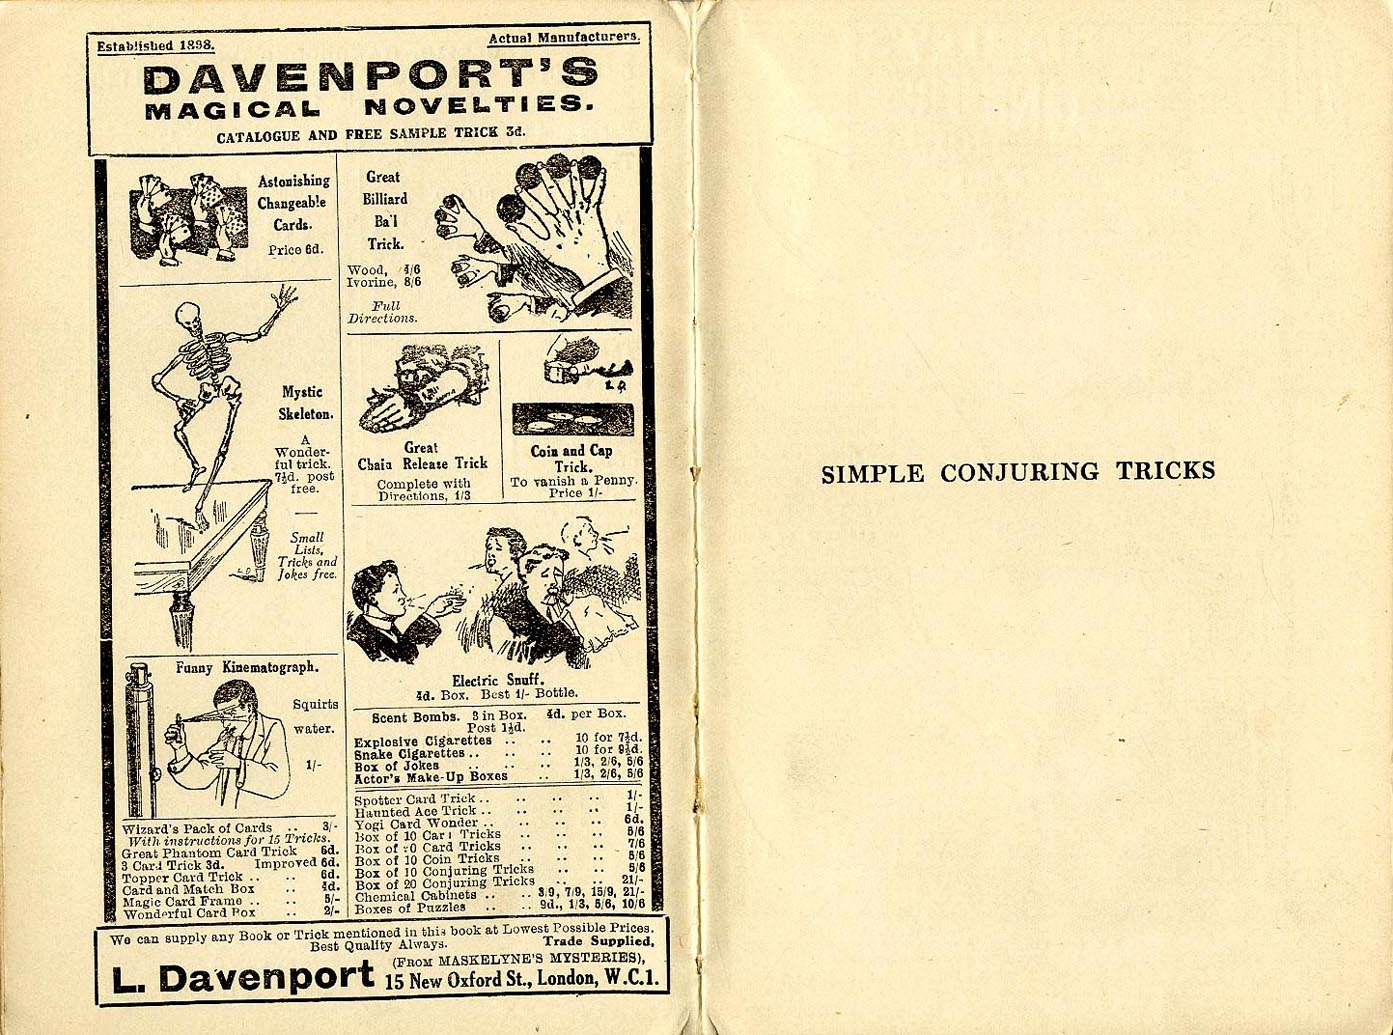 Established 1898.
Actual Manufacturers.
DAVENPORT'S
MAGICAL NOVELTIES.
CATALOGUE AND FREE SAMPLE TRICK 3d.
Astonishing
Changeable
Cards.
Price 6d.
Great
Billiard
Ball
Trick.
Wood, 4/6
Ivorine, 8/6
Full
Directions.
Mystic
Skeleton.
A
Wonder-
ful trick.
7½d. post
free.
Small
Lists,
Tricks and
Jokes free.
L D
Great
Chain Release Trick
Complete with
Directions, 1/3
L.D.
Coin and Cap
Trick.
To vanish a Penny.
Price 1/-
Funny Kinematograph.
Squirts
water.
1/-
Electric Snuff.
4d. Box. Best 1/- Bottle.
Scent Bombs. 3 in Box. 4d. per Box.
Post 1½d.
Explosive Cigarettes .. .. 10 for 7½d.
Snake Cigarettes .. .. .. 10 for 9½d.
Box of Jokes .. .. 1/3, 2/6, 5/6
Actor's Make-Up Boxes .. 1/3, 2/6, 5/6
Wizard's Pack of Cards .. 3/-
With instructions for 15 Tricks.
Great Phantom Card Trick 6d.
3 Card Trick 3d. Improved 6d.
Topper Card Trick .. .. 6d.
Card and Match Box .. 4d.
Magic Card Frame .. .. 5/-
Wonderful Card Box .. 2/-
Spotter Card Trick .. .. .. .. 1/-
Haunted Ace Trick .. .. .. .. 1/-
Yogi Card Wonder .. .. .. .. 6d.
Box of 10 Card Tricks .. .. .. 5/6
Box of 20 Card Tricks .. .. .. 7/6
Box of 10 Coin Tricks .. .. .. 5/6
Box of 10 Conjuring Tricks .. .. 5/6
Box of 20 Conjuring Tricks .. .. 21/-
Chemical Cabinets .. .. 3/9, 7/9, 15/9, 21/-
Boxes of Puzzles .. .. 9d., 1/3, 5/6, 10/6
We can supply any Book or Trick mentioned in this book at Lowest Possible Prices.
Best Quality Always. Trade Supplied,
L. Davenport
(FROM MASKELYNE'S MYSTERIES),
15 New Oxford St., London, W.C.1.
SIMPLE CONJURING TRICKS